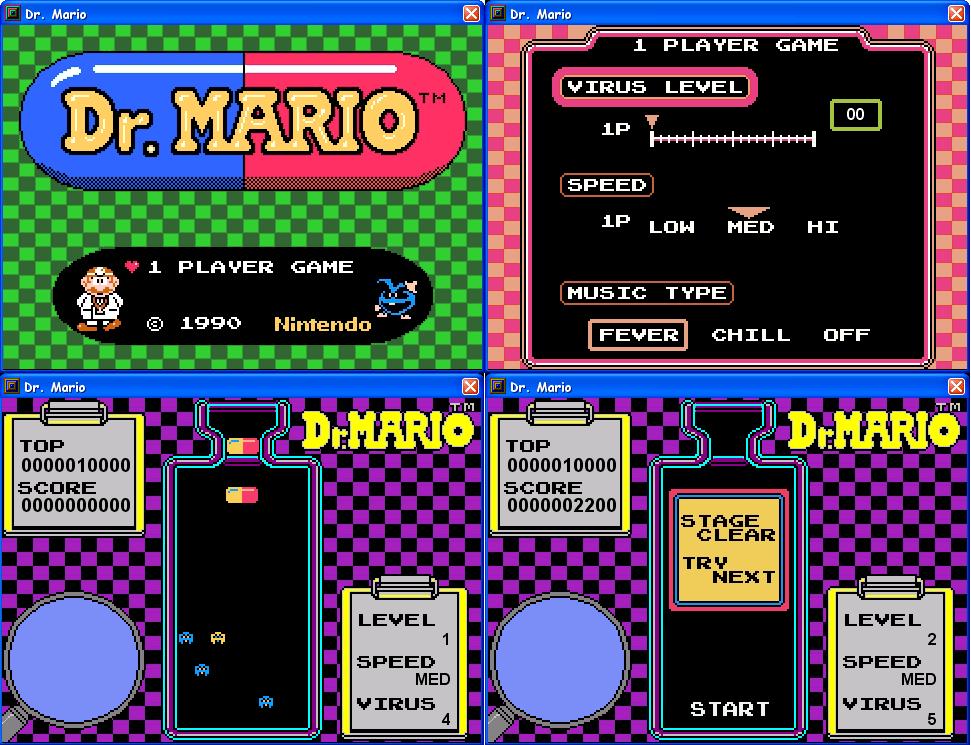 Dr. Mario
Dr. MARIO™
1 PLAYER GAME
© 1990 Nintendo
Dr. Mario
1 PLAYER GAME
VIRUS LEVEL
1P 00
SPEED
1P LOW MED HI
MUSIC TYPE
FEVER CHILL OFF
Dr. Mario
TM
Dr. MARIO
TOP
0000010000
SCORE
0000000000
LEVEL
1
SPEED
MED
VIRUS
4
Dr. Mario
TM
Dr. MARIO
TOP
0000010000
SCORE
0000002200
STAGE
CLEAR
TRY
NEXT
START
LEVEL
2
SPEED
MED
VIRUS
5